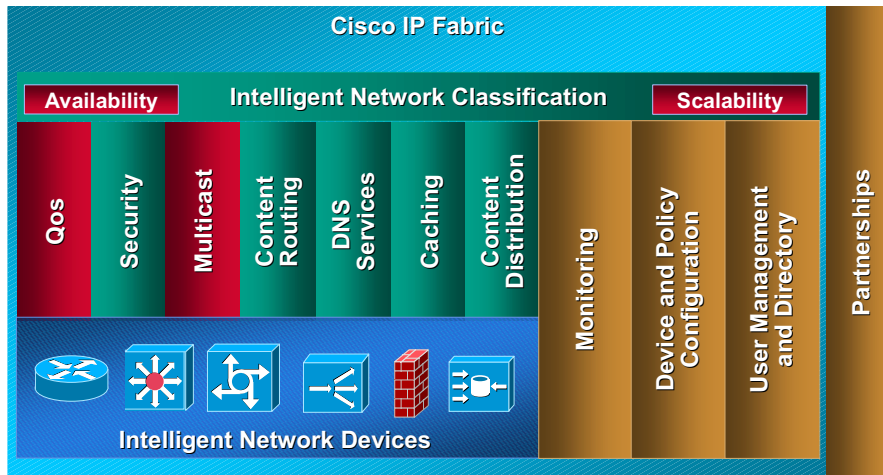 Cisco IP Fabric
Availability
Intelligent Network Classification
Scalability
Qos
Security
Multicast
Content
Routing
DNS
Services
Caching
Content
Distribution
Monitoring
Device and Policy
Configuration
User Management
and Directory
Partnerships
Intelligent Network Devices